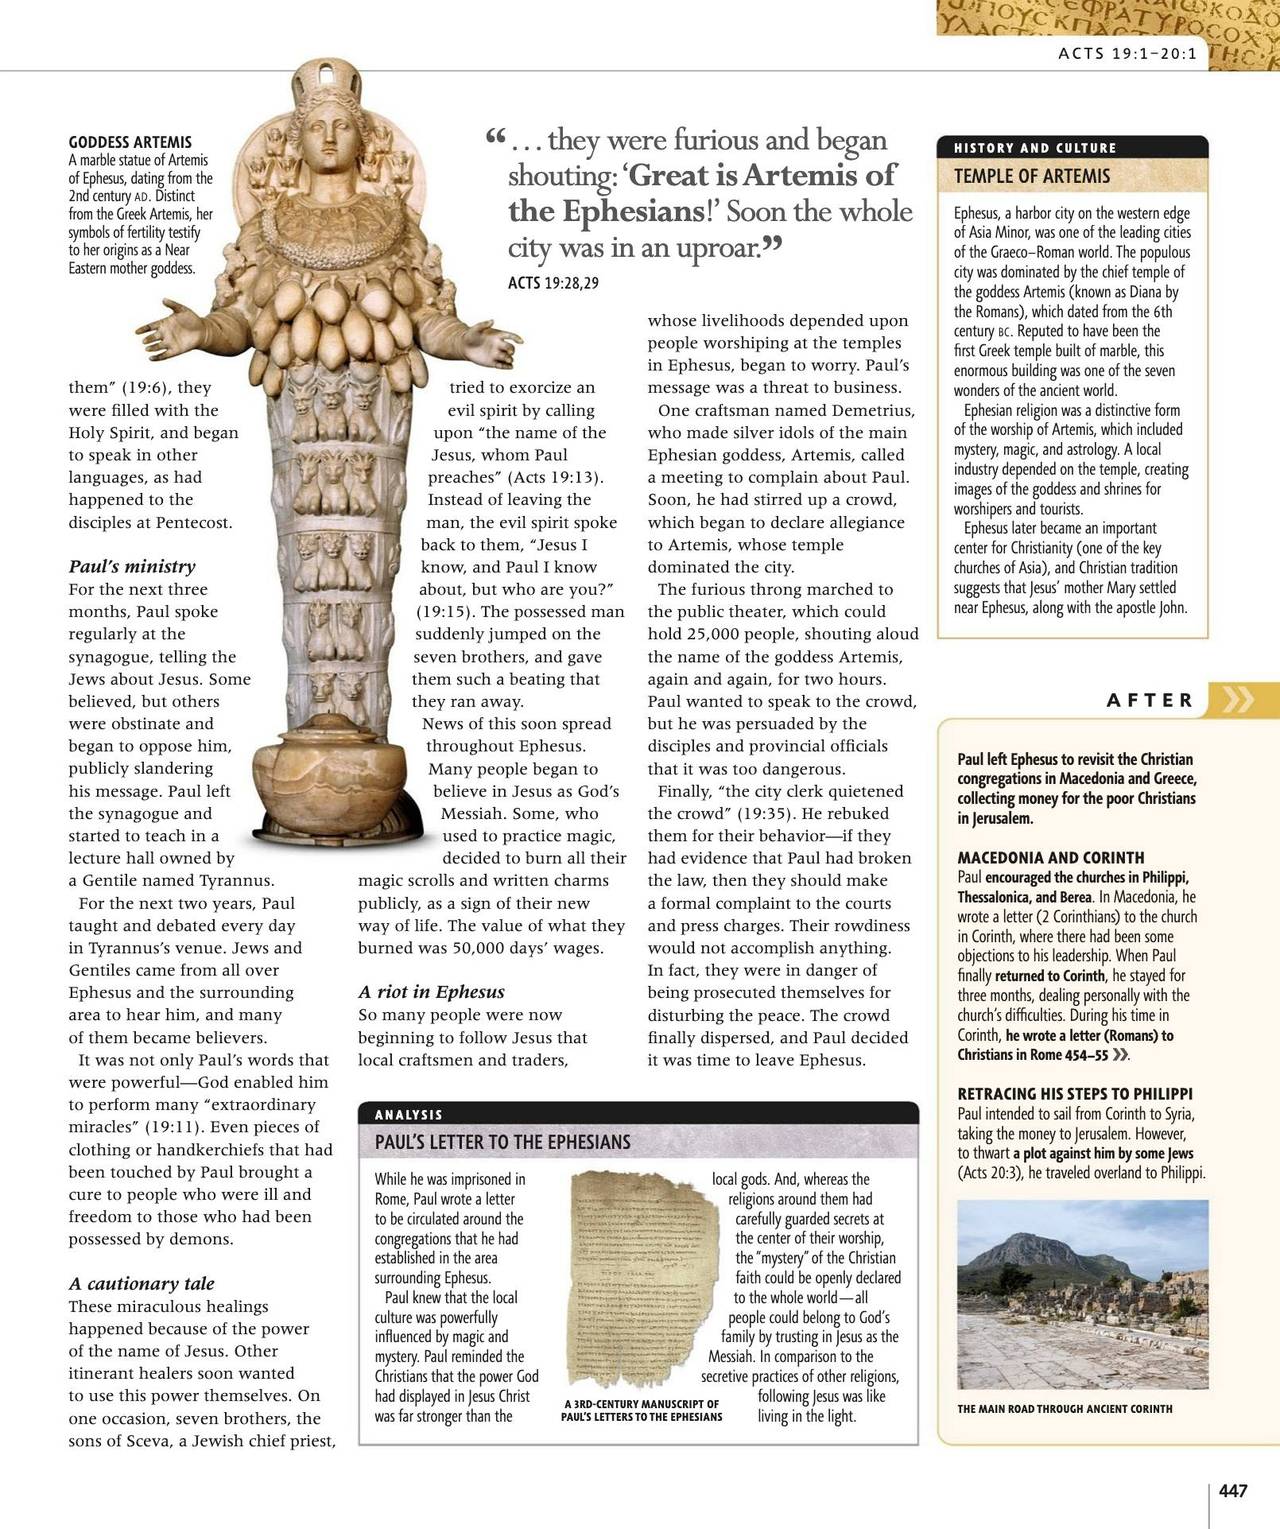 ACTS 19:1–20:1
GODDESS ARTEMIS
A marble statue of Artemis
of Ephesus, dating from the
2nd century AD. Distinct
from the Greek Artemis, her
symbols of fertility testify
to her origins as a Near
Eastern mother goddess.
“ . . . they were furious and began
shouting: ‘Great is Artemis of
the Ephesians!’ Soon the whole
city was in an uproar.”
ACTS 19:28,29
them” (19:6), they
were filled with the
Holy Spirit, and began
to speak in other
languages, as had
happened to the
disciples at Pentecost.
Paul’s ministry
For the next three
months, Paul spoke
regularly at the
synagogue, telling the
Jews about Jesus. Some
believed, but others
were obstinate and
began to oppose him,
publicly slandering
his message. Paul left
the synagogue and
started to teach in a
lecture hall owned by
a Gentile named Tyrannus.
For the next two years, Paul
taught and debated every day
in Tyrannus’s venue. Jews and
Gentiles came from all over
Ephesus and the surrounding
area to hear him, and many
of them became believers.
It was not only Paul’s words that
were powerful—God enabled him
to perform many “extraordinary
miracles” (19:11). Even pieces of
clothing or handkerchiefs that had
been touched by Paul brought a
cure to people who were ill and
freedom to those who had been
possessed by demons.
A cautionary tale
These miraculous healings
happened because of the power
of the name of Jesus. Other
itinerant healers soon wanted
to use this power themselves. On
one occasion, seven brothers, the
sons of Sceva, a Jewish chief priest,
tried to exorcize an
evil spirit by calling
upon “the name of the
Jesus, whom Paul
preaches” (Acts 19:13).
Instead of leaving the
man, the evil spirit spoke
back to them, “Jesus I
know, and Paul I know
about, but who are you?”
(19:15). The possessed man
suddenly jumped on the
seven brothers, and gave
them such a beating that
they ran away.
News of this soon spread
throughout Ephesus.
Many people began to
believe in Jesus as God’s
Messiah. Some, who
used to practice magic,
decided to burn all their
magic scrolls and written charms
publicly, as a sign of their new
way of life. The value of what they
burned was 50,000 days’ wages.
A riot in Ephesus
So many people were now
beginning to follow Jesus that
local craftsmen and traders,
whose livelihoods depended upon
people worshiping at the temples
in Ephesus, began to worry. Paul’s
message was a threat to business.
One craftsman named Demetrius,
who made silver idols of the main
Ephesian goddess, Artemis, called
a meeting to complain about Paul.
Soon, he had stirred up a crowd,
which began to declare allegiance
to Artemis, whose temple
dominated the city.
The furious throng marched to
the public theater, which could
hold 25,000 people, shouting aloud
the name of the goddess Artemis,
again and again, for two hours.
Paul wanted to speak to the crowd,
but he was persuaded by the
disciples and provincial officials
that it was too dangerous.
Finally, “the city clerk quietened
the crowd” (19:35). He rebuked
them for their behavior—if they
had evidence that Paul had broken
the law, then they should make
a formal complaint to the courts
and press charges. Their rowdiness
would not accomplish anything.
In fact, they were in danger of
being prosecuted themselves for
disturbing the peace. The crowd
finally dispersed, and Paul decided
it was time to leave Ephesus.
ANALYSIS
PAUL’S LETTER TO THE EPHESIANS
While he was imprisoned in
Rome, Paul wrote a letter
to be circulated around the
congregations that he had
established in the area
surrounding Ephesus.
Paul knew that the local
culture was powerfully
influenced by magic and
mystery. Paul reminded the
Christians that the power God
had displayed in Jesus Christ
was far stronger than the
A 3RD-CENTURY MANUSCRIPT OF
PAUL’S LETTERS TO THE EPHESIANS
local gods. And, whereas the
religions around them had
carefully guarded secrets at
the center of their worship,
the “mystery” of the Christian
faith could be openly declared
to the whole world—all
people could belong to God’s
family by trusting in Jesus as the
Messiah. In comparison to the
secretive practices of other religions,
following Jesus was like
living in the light.
HISTORY AND CULTURE
TEMPLE OF ARTEMIS
Ephesus, a harbor city on the western edge
of Asia Minor, was one of the leading cities
of the Graeco–Roman world. The populous
city was dominated by the chief temple of
the goddess Artemis (known as Diana by
the Romans), which dated from the 6th
century BC. Reputed to have been the
first Greek temple built of marble, this
enormous building was one of the seven
wonders of the ancient world.
Ephesian religion was a distinctive form
of the worship of Artemis, which included
mystery, magic, and astrology. A local
industry depended on the temple, creating
images of the goddess and shrines for
worshipers and tourists.
Ephesus later became an important
center for Christianity (one of the key
churches of Asia), and Christian tradition
suggests that Jesus’ mother Mary settled
near Ephesus, along with the apostle John.
AFTER
Paul left Ephesus to revisit the Christian
congregations in Macedonia and Greece,
collecting money for the poor Christians
in Jerusalem.
MACEDONIA AND CORINTH
Paul encouraged the churches in Philippi,
Thessalonica, and Berea. In Macedonia, he
wrote a letter (2 Corinthians) to the church
in Corinth, where there had been some
objections to his leadership. When Paul
finally returned to Corinth, he stayed for
three months, dealing personally with the
church’s difficulties. During his time in
Corinth, he wrote a letter (Romans) to
Christians in Rome 454–55 ❯❯.
RETRACING HIS STEPS TO PHILIPPI
Paul intended to sail from Corinth to Syria,
taking the money to Jerusalem. However,
to thwart a plot against him by some Jews
(Acts 20:3), he traveled overland to Philippi.
THE MAIN ROAD THROUGH ANCIENT CORINTH
447